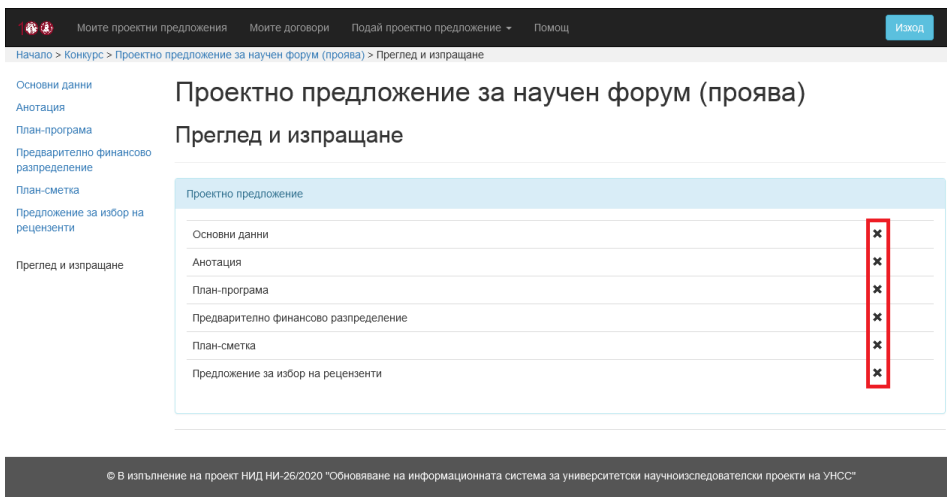 100 Моите проектни предложения Моите договори Подай проектно предложение Помощ Изход
Начало > Конкурс > Проектно предложение за научен форум (проява) > Преглед и изпращане
Основни данни
Анотация
План-програма
Предварително финансово
разпределение
План-сметка
Предложение за избор на
рецензенти
Преглед и изпращане
Проектно предложение за научен форум (проява)
Преглед и изпращане
Проектно предложение
Основни данни
Анотация
План-програма
Предварително финансово разпределение
План-сметка
Предложение за избор на рецензенти
© В изпълнение на проект НИД НИ-26/2020 "Обновяване на информационната система за университетски научноизследователски проекти на УНСС"